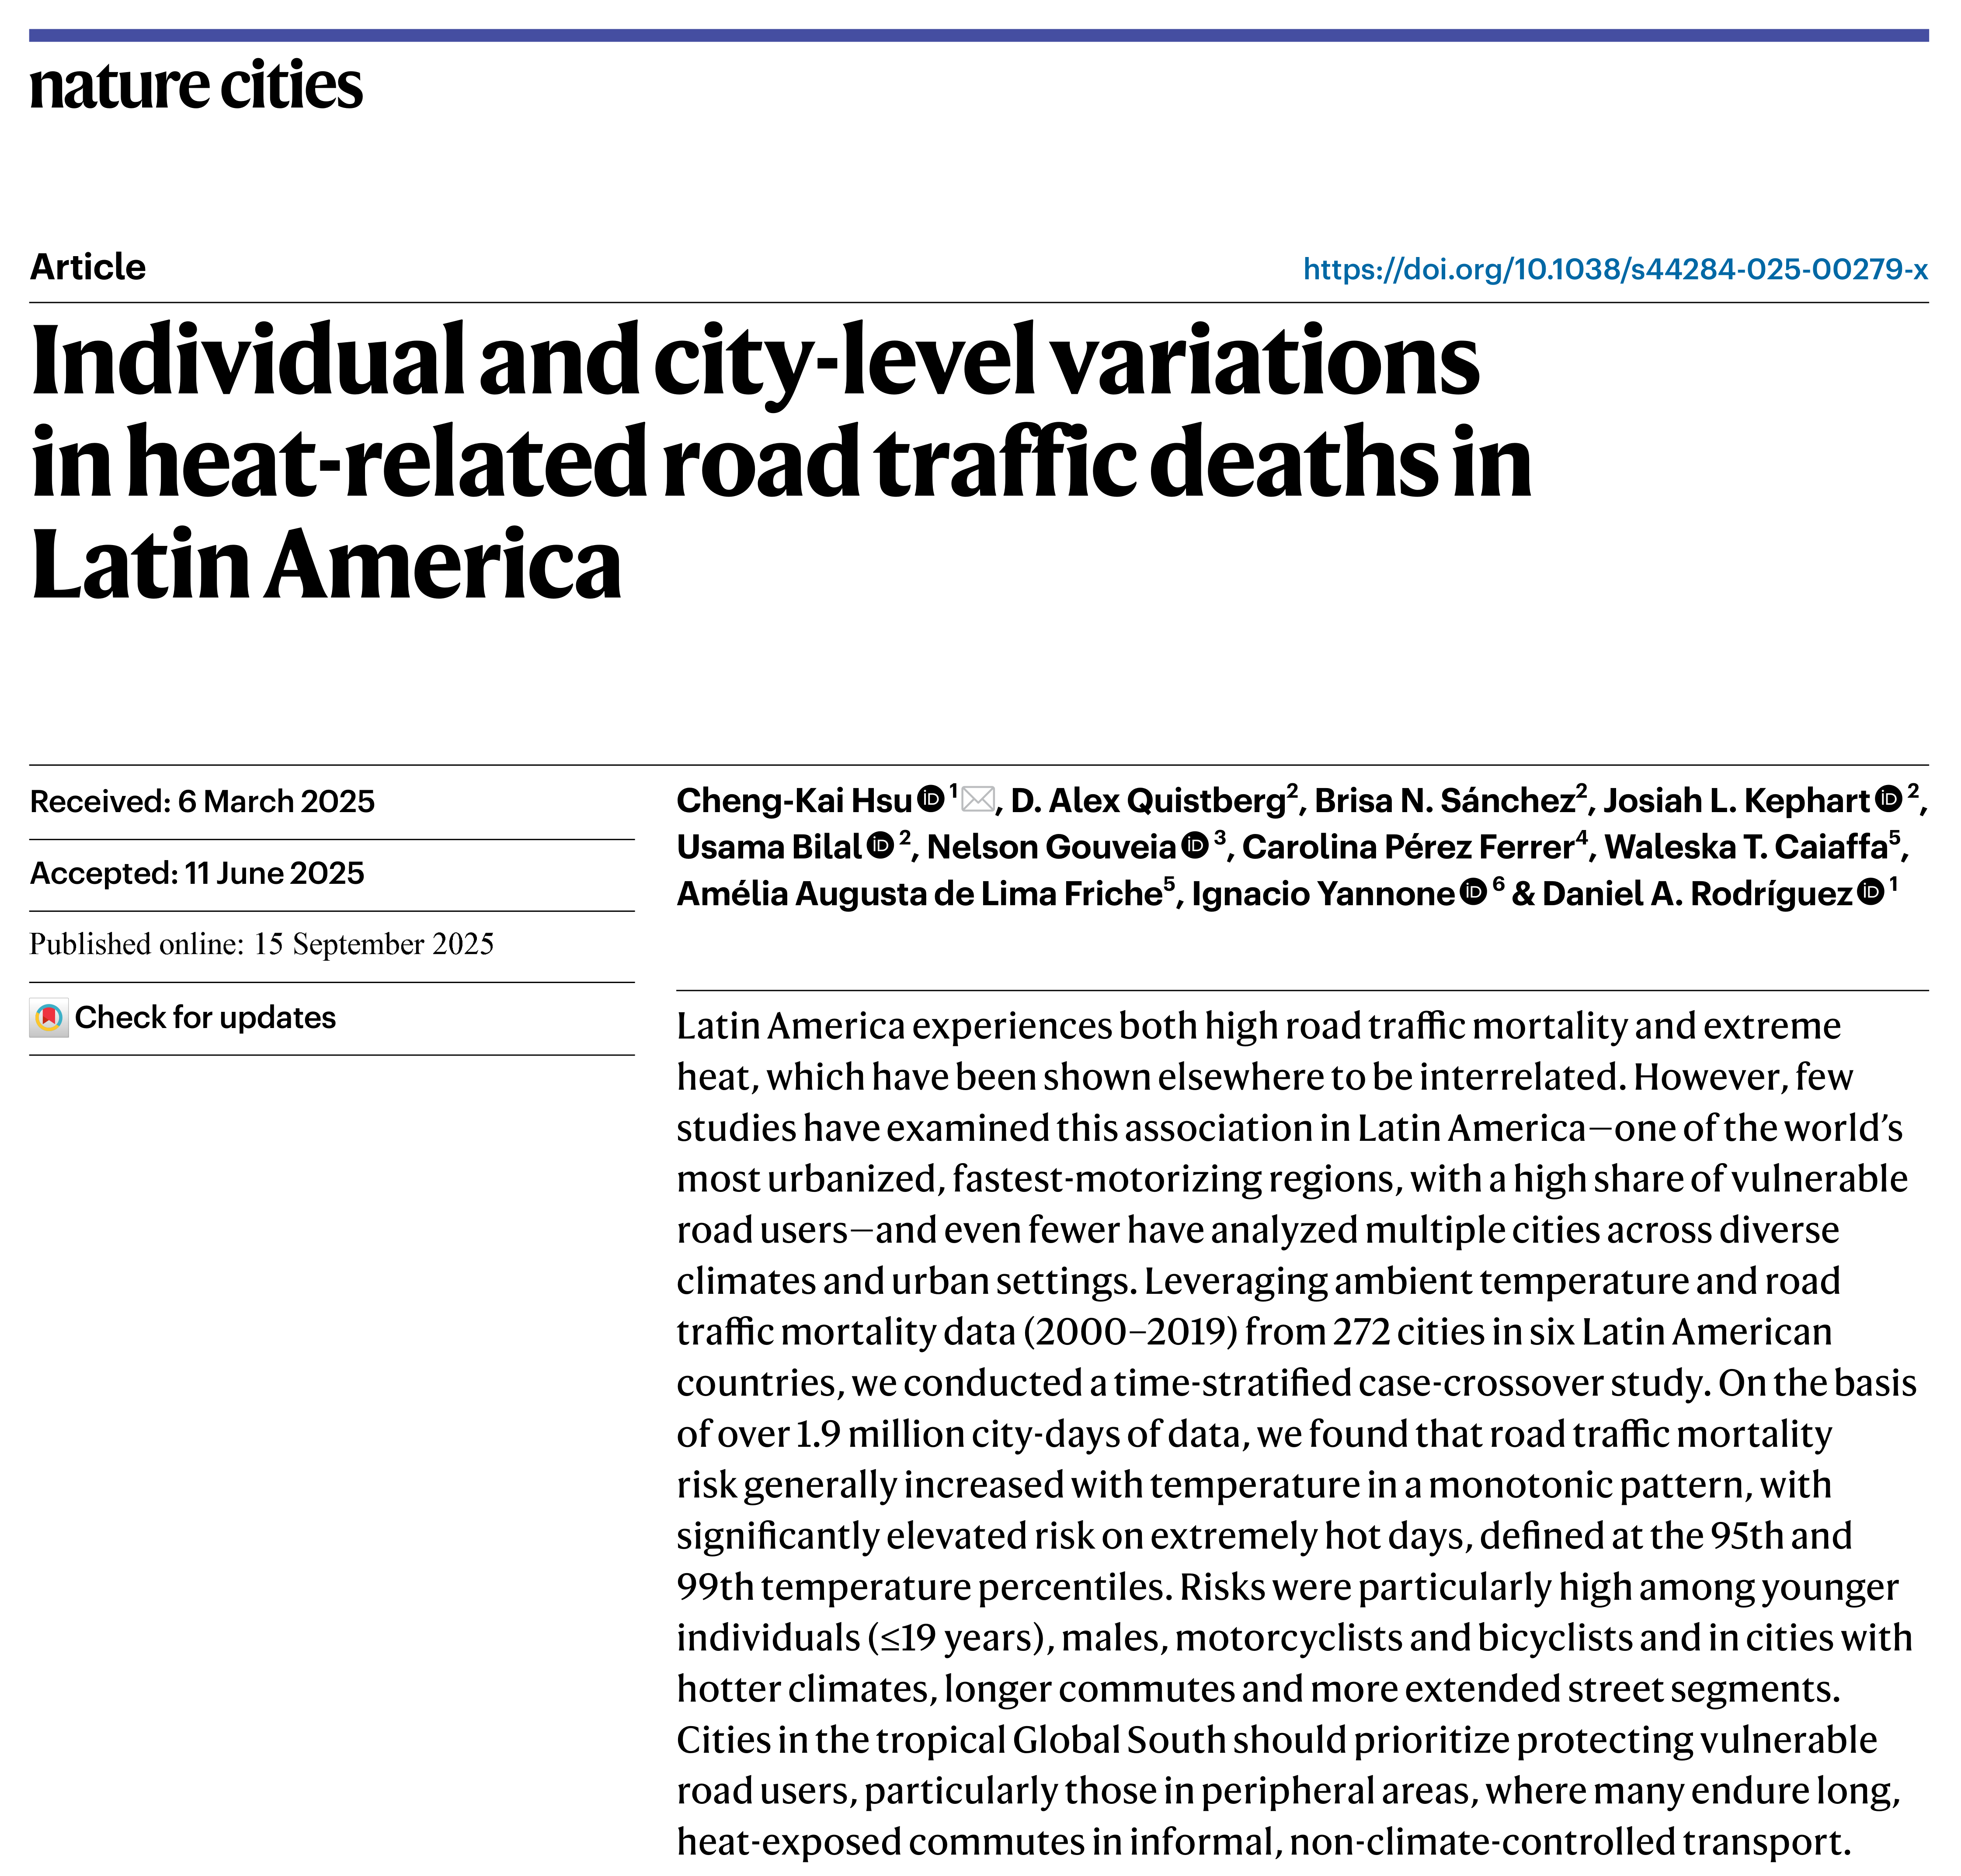 nature cities
Article
https://doi.org/10.1038/s44284-025-00279-x
Individual and city-level variations
in heat-related road traffic deaths in
Latin America
Received: 6 March 2025
Accepted: 11 June 2025
Published online: 15 September 2025
Check for updates
Cheng-Kai Hsu 1, D. Alex Quistberg2, Brisa N. Sánchez2, Josiah L. Kephart 2,
Usama Bilal 2, Nelson Gouveia 3, Carolina Pérez Ferrer4, Waleska T. Caiaffa5,
Amélia Augusta de Lima Friche5, Ignacio Yannone 6 & Daniel A. Rodríguez 1
Latin America experiences both high road traffic mortality and extreme
heat, which have been shown elsewhere to be interrelated. However, few
studies have examined this association in Latin America—one of the world’s
most urbanized, fastest-motorizing regions, with a high share of vulnerable
road users—and even fewer have analyzed multiple cities across diverse
climates and urban settings. Leveraging ambient temperature and road
traffic mortality data (2000–2019) from 272 cities in six Latin American
countries, we conducted a time-stratified case-crossover study. On the basis
of over 1.9 million city-days of data, we found that road traffic mortality
risk generally increased with temperature in a monotonic pattern, with
significantly elevated risk on extremely hot days, defined at the 95th and
99th temperature percentiles. Risks were particularly high among younger
individuals (≤19 years), males, motorcyclists and bicyclists and in cities with
hotter climates, longer commutes and more extended street segments.
Cities in the tropical Global South should prioritize protecting vulnerable
road users, particularly those in peripheral areas, where many endure long,
heat-exposed commutes in informal, non-climate-controlled transport.